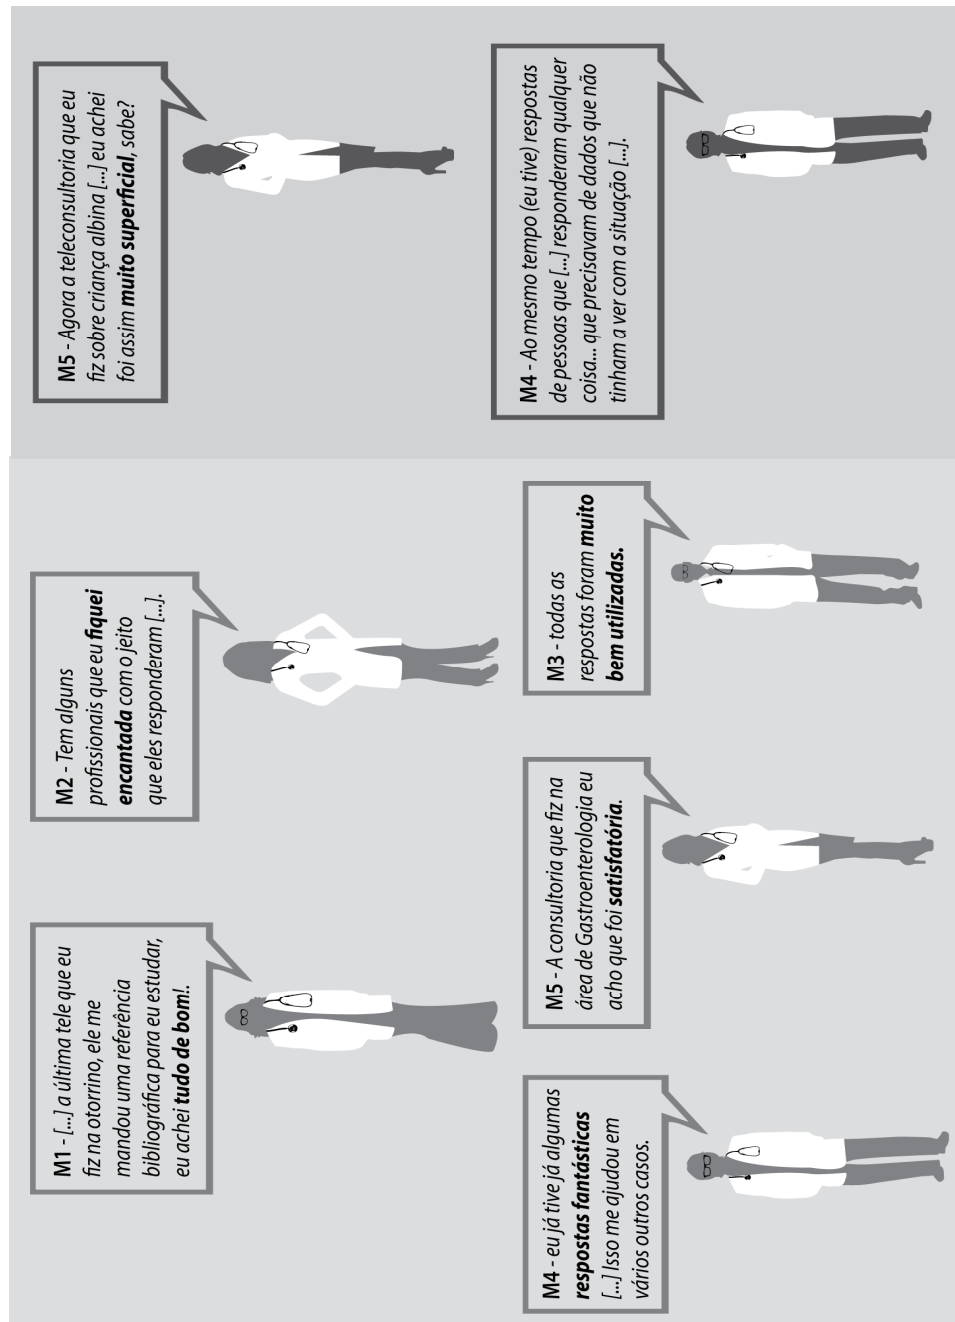 M1 - [...] a última tele que eu
fiz na otorrino, ele me
mandou uma referência
bibliográfica para eu estudar,
eu achei tudo de bom!.
M2 - Tem alguns
profissionais que eu fiquei
encantada com o jeito
que eles responderam [...].
M5 - Agora a teleconsultoria que eu
fiz sobre criança albina [...] eu achei
foi assim muito superficial, sabe?
M4 - eu já tive já algumas
respostas fantásticas
[...] Isso me ajudou em
vários outros casos.
M5 - A consultoria que fiz na
área de Gastroenterologia eu
acho que foi satisfatória.
M3 - todas as
respostas foram muito
bem utilizadas.
M4 - Ao mesmo tempo (eu tive) respostas
de pessoas que [...] responderam qualquer
coisa... que precisavam de dados que não
tinham a ver com a situação [...].